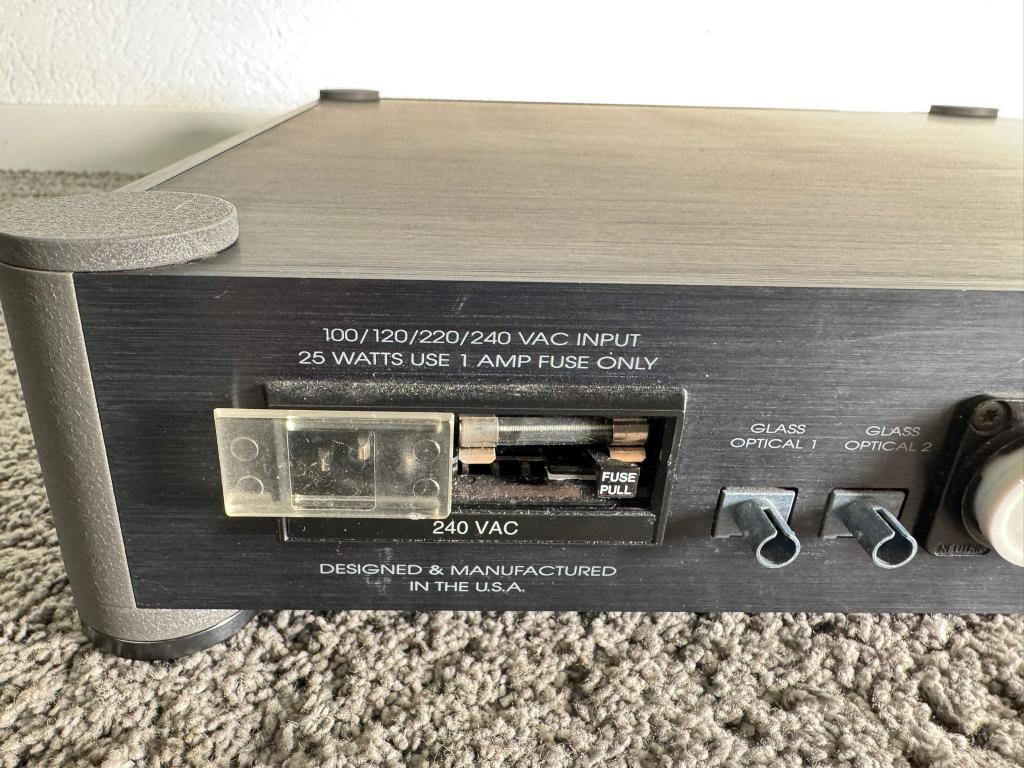 100/120/220/240 VAC INPUT
25 WATTS USE 1 AMP FUSE ONLY
GLASS
OPTICAL 1
GLASS
OPTICAL 2
FUSE
PULL
240 VAC
NEUTRIK
DESIGNED & MANUFACTURED
IN THE U.S.A.